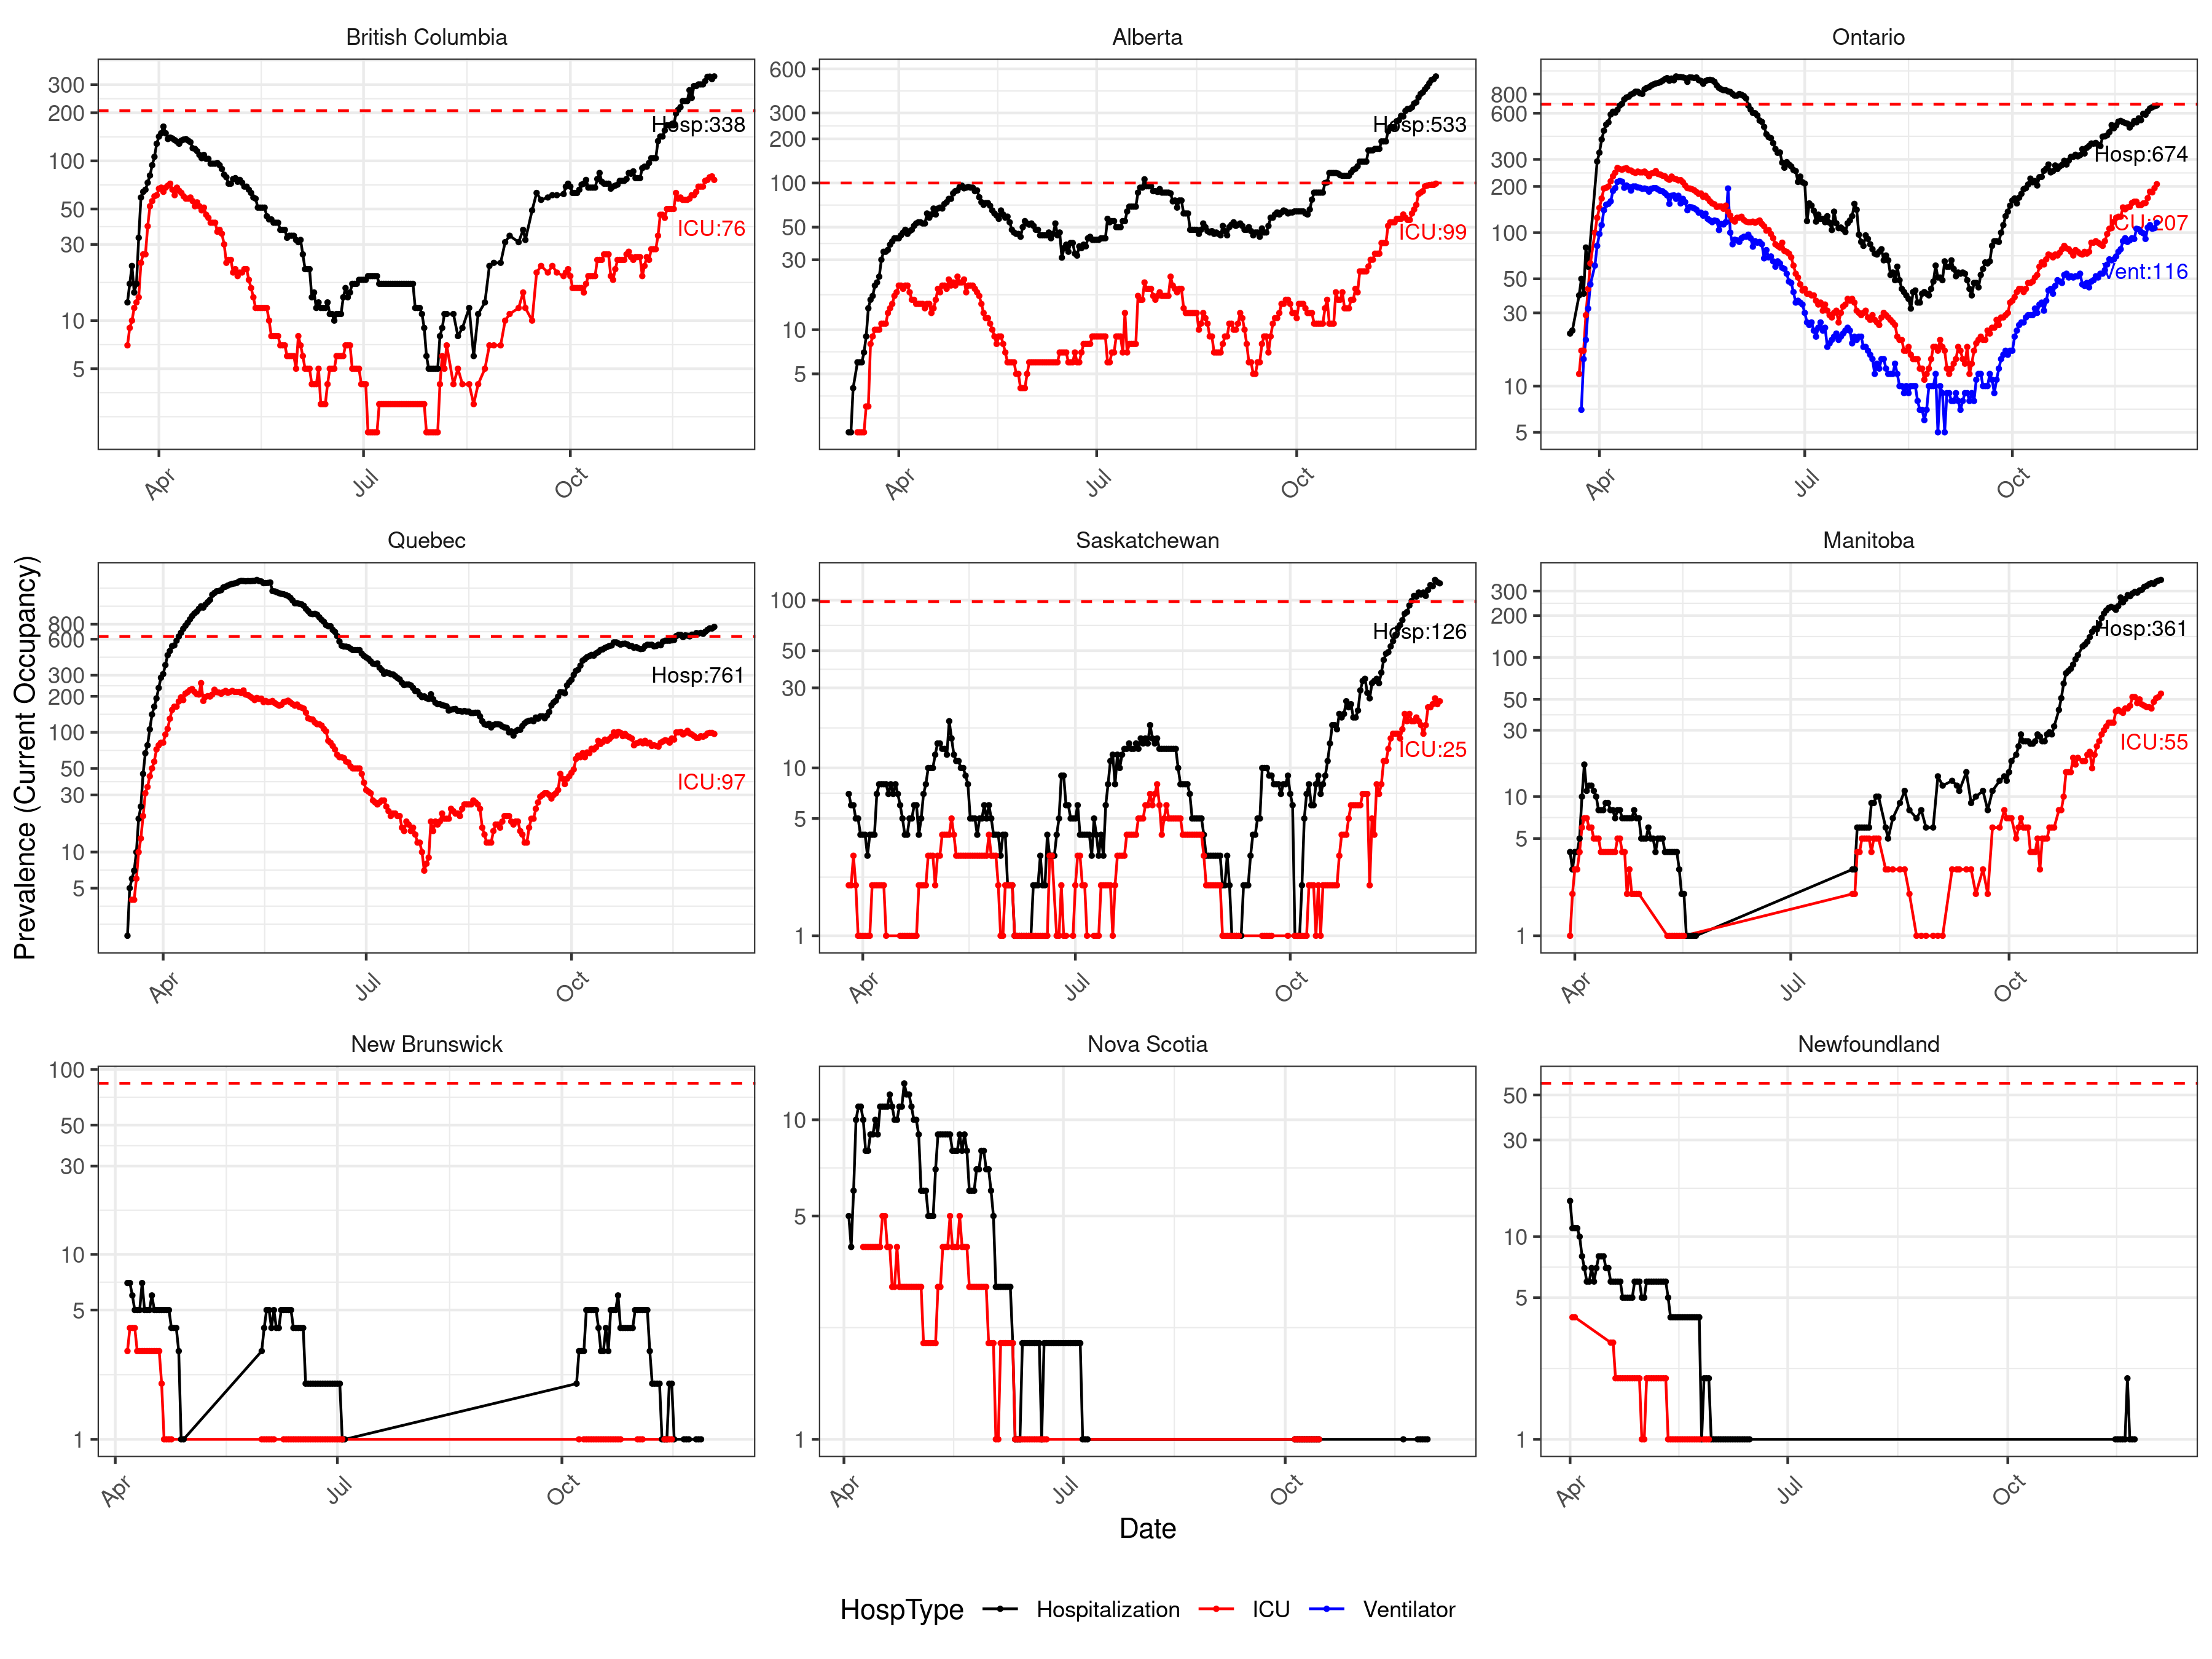 British Columbia
Alberta
Ontario
300
200
100
50
30
10
5
Hosp:338
ICU:76
Apr
Jul
Oct
600
300
200
100
50
30
10
5
Hosp:533
ICU:99
Apr
Jul
Oct
800
600
300
200
100
50
30
10
5
Hosp:674
ICU:207
Vent:116
Apr
Jul
Oct
Prevalence (Current Occupancy)
Quebec
Saskatchewan
Manitoba
800
600
300
200
100
50
30
10
5
Hosp:761
ICU:97
Apr
Jul
Oct
100
50
30
10
5
1
Hosp:126
ICU:25
Apr
Jul
Oct
300
200
100
50
30
10
5
1
Hosp:361
ICU:55
Apr
Jul
Oct
New Brunswick
Nova Scotia
Newfoundland
100
50
30
10
5
1
Apr
Jul
Oct
10
5
1
Apr
Jul
Oct
50
30
10
5
1
Apr
Jul
Oct
Date
HospType Hospitalization ICU Ventilator